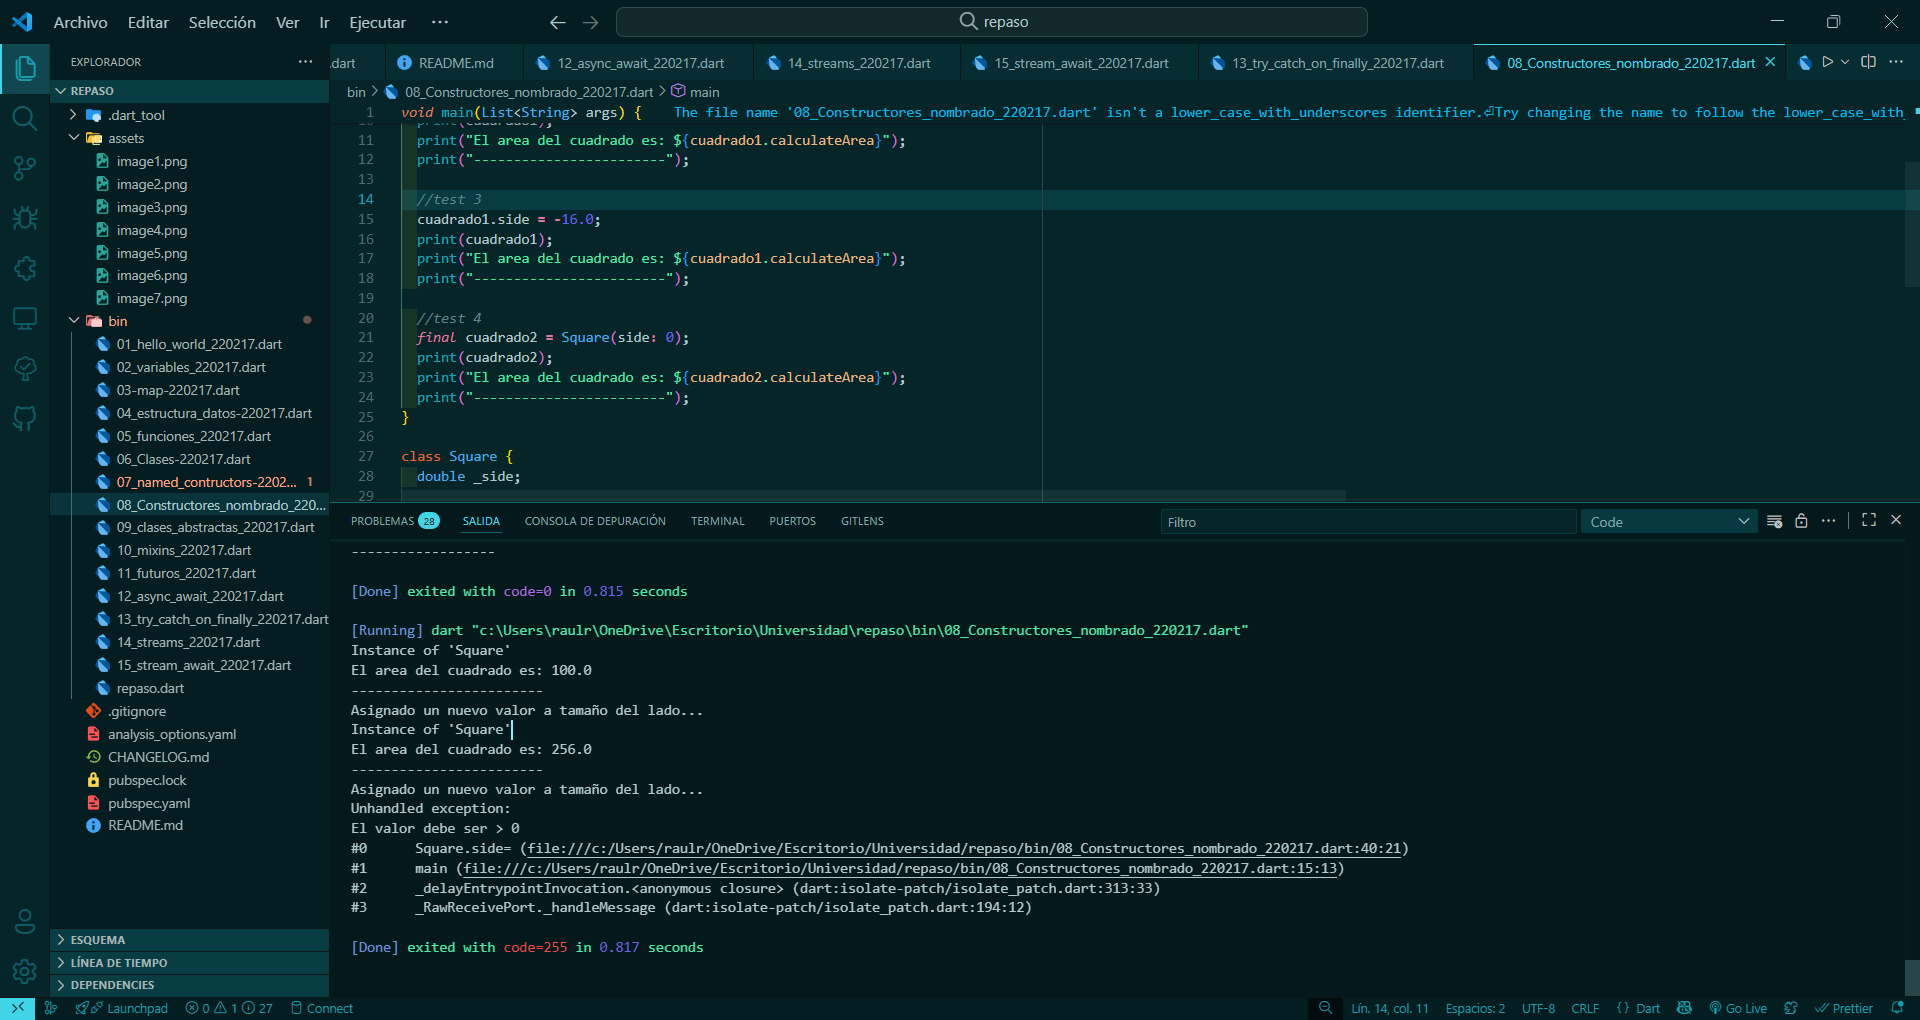 Archivo Editar Selección Ver Ir Ejecutar ··· repaso
EXPLORADOR ···
REPASO
.dart_tool
assets
image1.png
image2.png
image3.png
image4.png
image5.png
image6.png
image7.png
bin
01_hello_world_220217.dart
02_variables_220217.dart
03-map-220217.dart
04_estructura_datos-220217.dart
05_funciones_220217.dart
06_Clases-220217.dart
07_named_contructors-2202... 1
08_Constructores_nombrado_220...
09_clases_abstractas_220217.dart
10_mixins_220217.dart
11_futuros_220217.dart
12_async_await_220217.dart
13_try_catch_on_finally_220217.dart
14_streams_220217.dart
15_stream_await_220217.dart
repaso.dart
.gitignore
analysis_options.yaml
CHANGELOG.md
pubspec.lock
pubspec.yaml
README.md
ESQUEMA
LÍNEA DE TIEMPO
DEPENDENCIES
.dart README.md 12_async_await_220217.dart 14_streams_220217.dart 15_stream_await_220217.dart 13_try_catch_on_finally_220217.dart 08_Constructores_nombrado_220217.dart
bin > 08_Constructores_nombrado_220217.dart > main
1 void main(List<String> args) { The file name '08_Constructores_nombrado_220217.dart' isn't a lower_case_with_underscores identifier.⏎Try changing the name to follow the lower_case_with_
11 print("El area del cuadrado es: ${cuadrado1.calculateArea}");
12 print("------------------------");
13
14 //test 3
15 cuadrado1.side = -16.0;
16 print(cuadrado1);
17 print("El area del cuadrado es: ${cuadrado1.calculateArea}");
18 print("------------------------");
19
20 //test 4
21 final cuadrado2 = Square(side: 0);
22 print(cuadrado2);
23 print("El area del cuadrado es: ${cuadrado2.calculateArea}");
24 print("------------------------");
25 }
26
27 class Square {
28 double _side;
29
PROBLEMAS 28 SALIDA CONSOLA DE DEPURACIÓN TERMINAL PUERTOS GITLENS Filtro Code
------------------
[Done] exited with code=0 in 0.815 seconds
[Running] dart "c:\Users\raulr\OneDrive\Escritorio\Universidad\repaso\bin\08_Constructores_nombrado_220217.dart"
Instance of 'Square'
El area del cuadrado es: 100.0
------------------------
Asignado un nuevo valor a tamaño del lado...
Instance of 'Square'
El area del cuadrado es: 256.0
------------------------
Asignado un nuevo valor a tamaño del lado...
Unhandled exception:
El valor debe ser > 0
#0 Square.side= (file:///c:/Users/raulr/OneDrive/Escritorio/Universidad/repaso/bin/08_Constructores_nombrado_220217.dart:40:21)
#1 main (file:///c:/Users/raulr/OneDrive/Escritorio/Universidad/repaso/bin/08_Constructores_nombrado_220217.dart:15:13)
#2 _delayEntrypointInvocation.<anonymous closure> (dart:isolate-patch/isolate_patch.dart:313:33)
#3 _RawReceivePort._handleMessage (dart:isolate-patch/isolate_patch.dart:194:12)
[Done] exited with code=255 in 0.817 seconds
Launchpad 0 1 27 Connect Lín. 14, col. 11 Espacios: 2 UTF-8 CRLF {} Dart Go Live Prettier